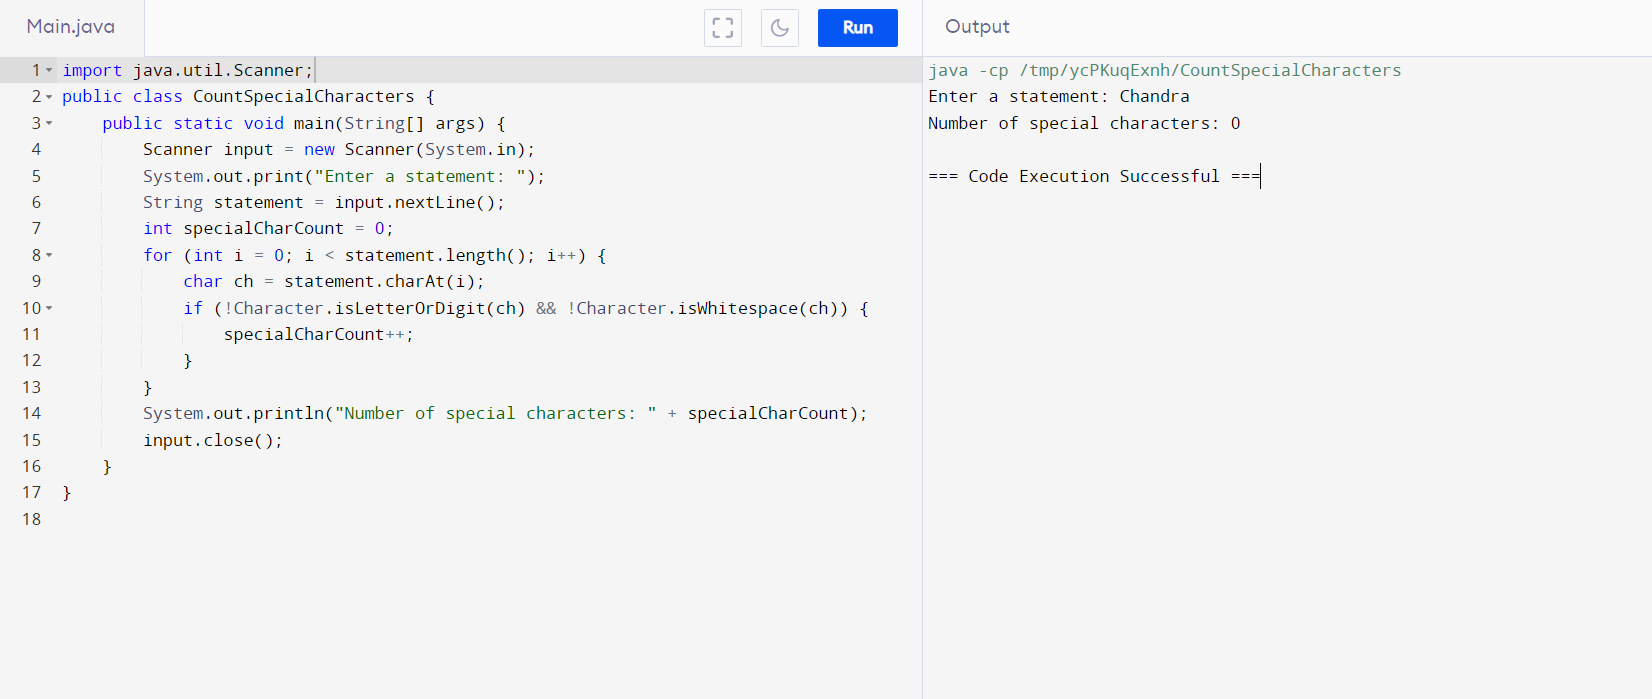 Main.java
Run
Output
1 import java.util.Scanner;
2 public class CountSpecialCharacters {
3     public static void main(String[] args) {
4         Scanner input = new Scanner(System.in);
5         System.out.print("Enter a statement: ");
6         String statement = input.nextLine();
7         int specialCharCount = 0;
8         for (int i = 0; i < statement.length(); i++) {
9             char ch = statement.charAt(i);
10             if (!Character.isLetterOrDigit(ch) && !Character.isWhitespace(ch)) {
11                 specialCharCount++;
12             }
13         }
14         System.out.println("Number of special characters: " + specialCharCount);
15         input.close();
16     }
17 }
18
java -cp /tmp/ycPKuqExnh/CountSpecialCharacters
Enter a statement: Chandra
Number of special characters: 0
=== Code Execution Successful ===